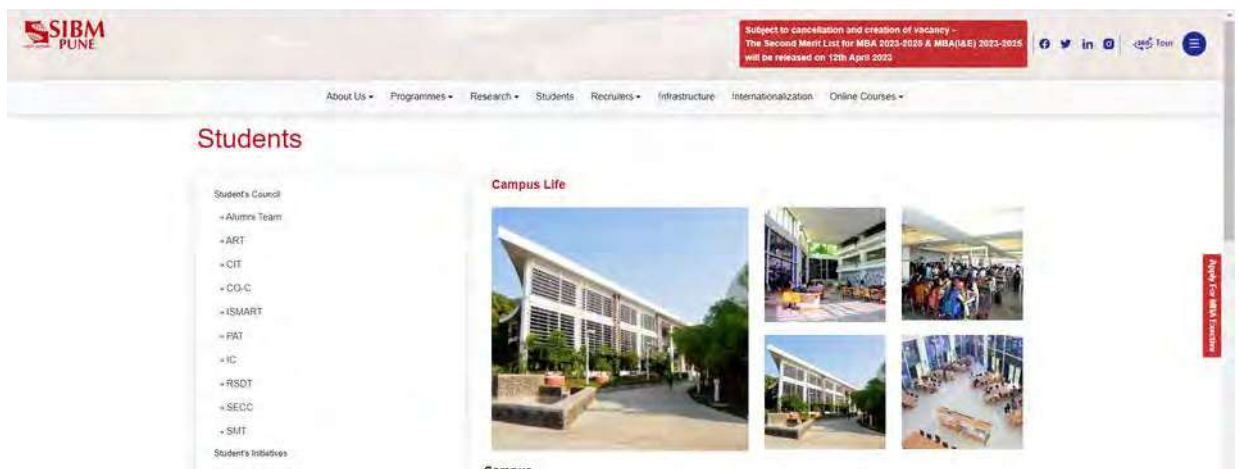 SIBM
PUNE
Subject to cancellation and creation of vacancy -
The Second Merit List for MBA 2023-2025 & MBA(I&E) 2023-2025
will be released on 12th April 2023
360° Tour
About Us
Programmes
Research
Students
Recruiters
Infrastructure
Internationalization
Online Courses
Students
Student's Council
» Alumni Team
» ART
» CIT
» CO-C
» ISMART
» PAT
» IC
» RSDT
» SECC
» SMT
Student's Initiatives
Campus Life
Apply For MBA Executive
Campus